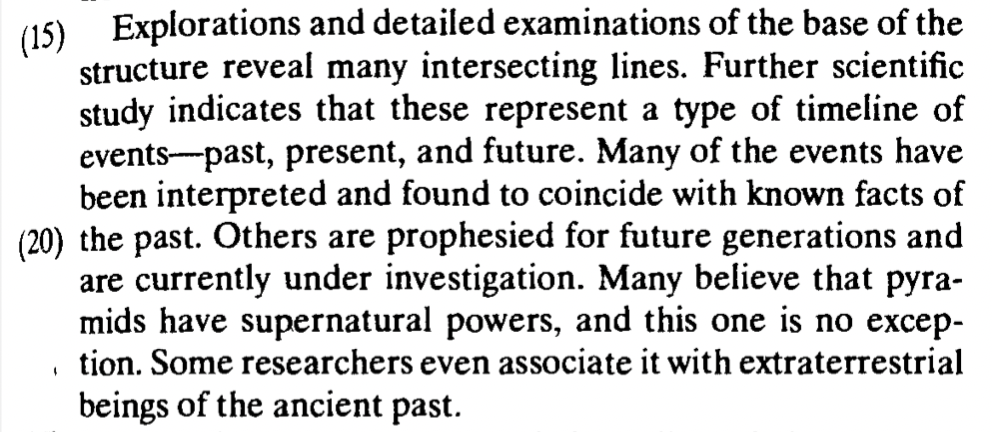 (15) Explorations and detailed examinations of the base of the
structure reveal many intersecting lines. Further scientific
study indicates that these represent a type of timeline of
events—past, present, and future. Many of the events have
been interpreted and found to coincide with known facts of
(20) the past. Others are prophesied for future generations and
are currently under investigation. Many believe that pyra-
mids have supernatural powers, and this one is no excep-
tion. Some researchers even associate it with extraterrestrial
beings of the ancient past.